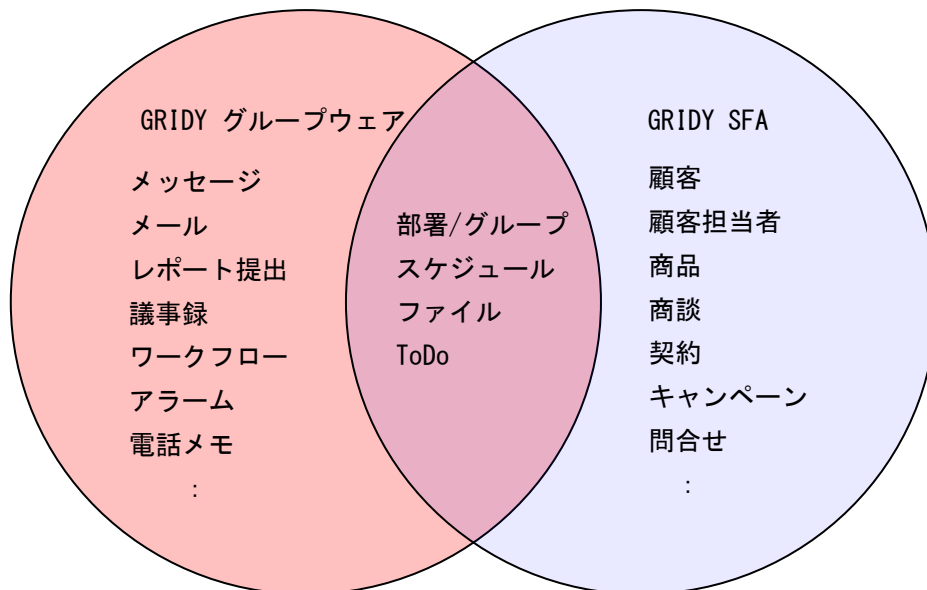 GRIDY グループウェア
メッセージ
メール
レポート提出
議事録
ワークフロー
アラーム
電話メモ
:
部署/グループ
スケジュール
ファイル
ToDo
GRIDY SFA
顧客
顧客担当者
商品
商談
契約
キャンペーン
問合せ
: